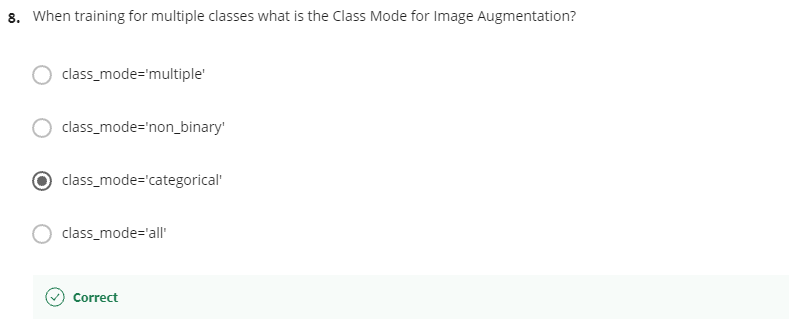 8. When training for multiple classes what is the Class Mode for Image Augmentation?
class_mode='multiple'
class_mode='non_binary'
class_mode='categorical'
class_mode='all'
Correct